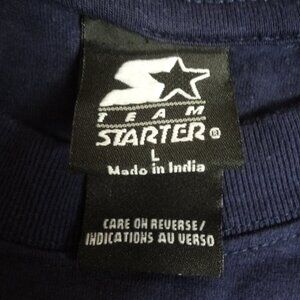 TEAM
STARTER®
L
Made in India
CARE ON REVERSE/
INDICATIONS AU VERSO